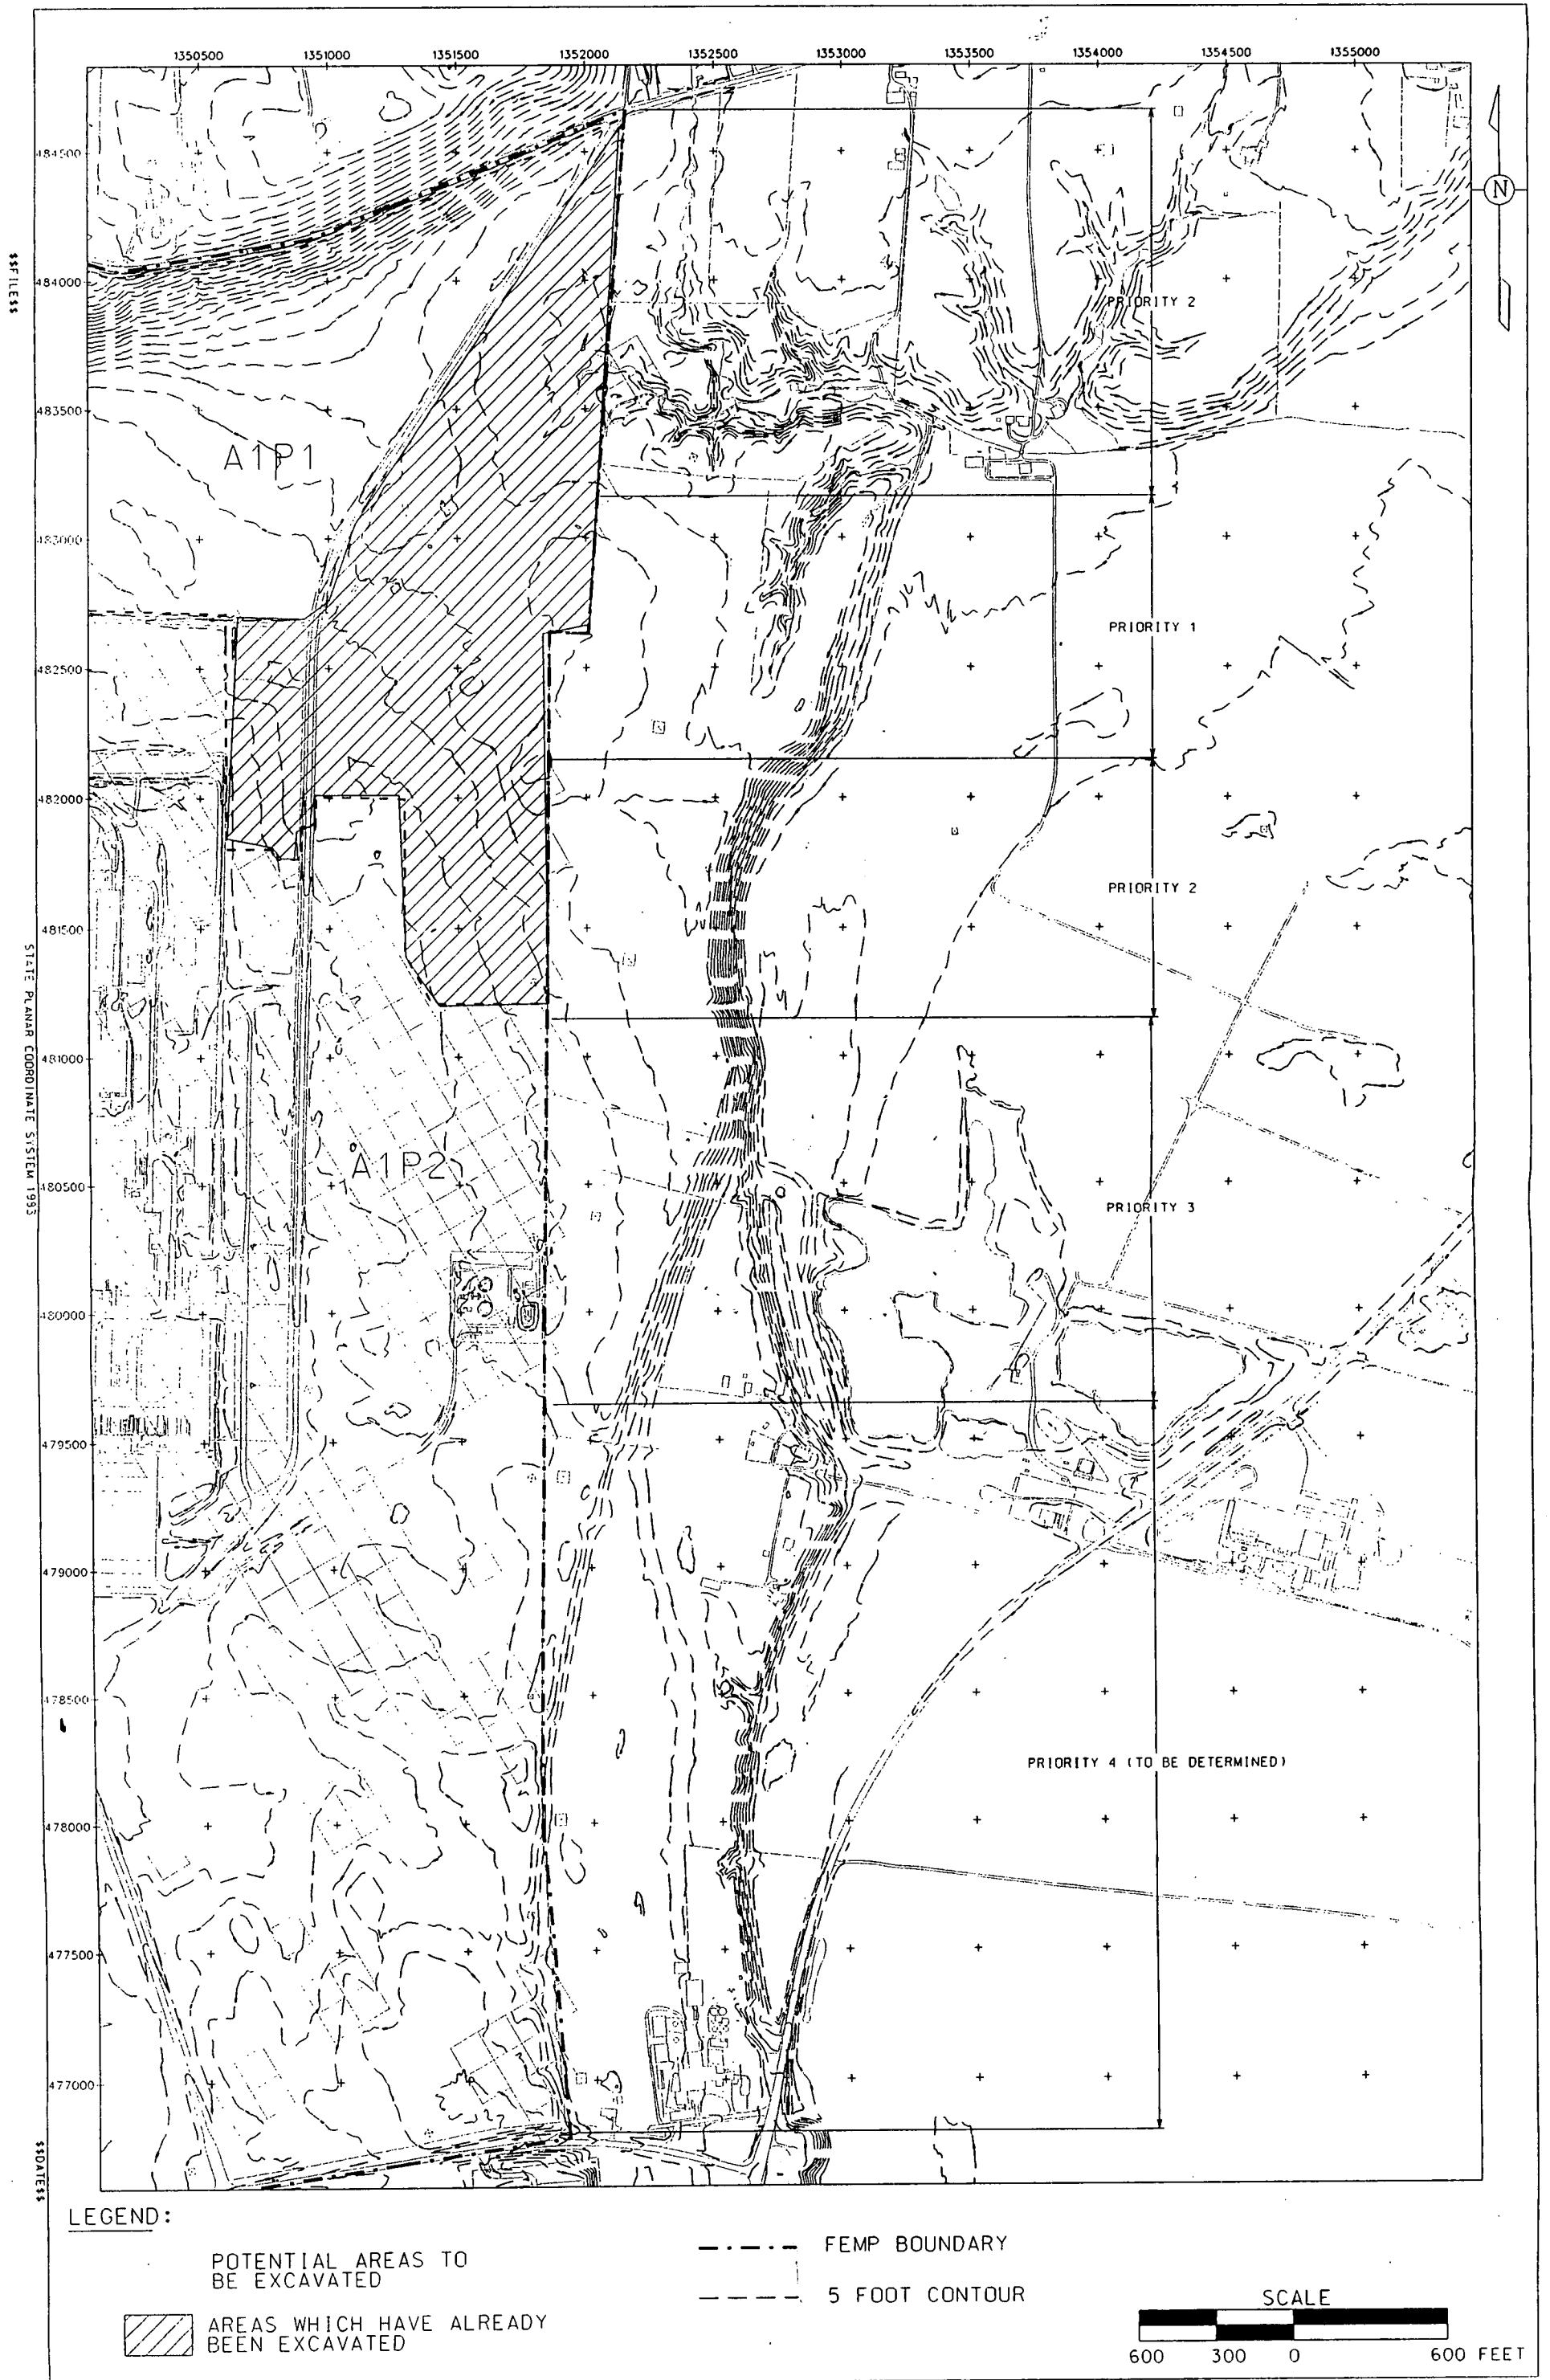 1350500 1351000 1351500 1352000 1352500 1353000 1353500 1354000 1354500 1355000
484500
N
$$FILE$$
484000
PRIORITY 2
483500
A1P1
483000
PRIORITY 1
482500
482000
PRIORITY 2
481500
STATE PLANAR COORDINATE SYSTEM 1983
481000
A1P2
480500
PRIORITY 3
480000
479500
479000
478500
PRIORITY 4 (TO BE DETERMINED)
478000
477500
477000
$$DATE$$
LEGEND:
POTENTIAL AREAS TO
BE EXCAVATED
AREAS WHICH HAVE ALREADY
BEEN EXCAVATED
FEMP BOUNDARY
5 FOOT CONTOUR
SCALE
600 300 0 600 FEET